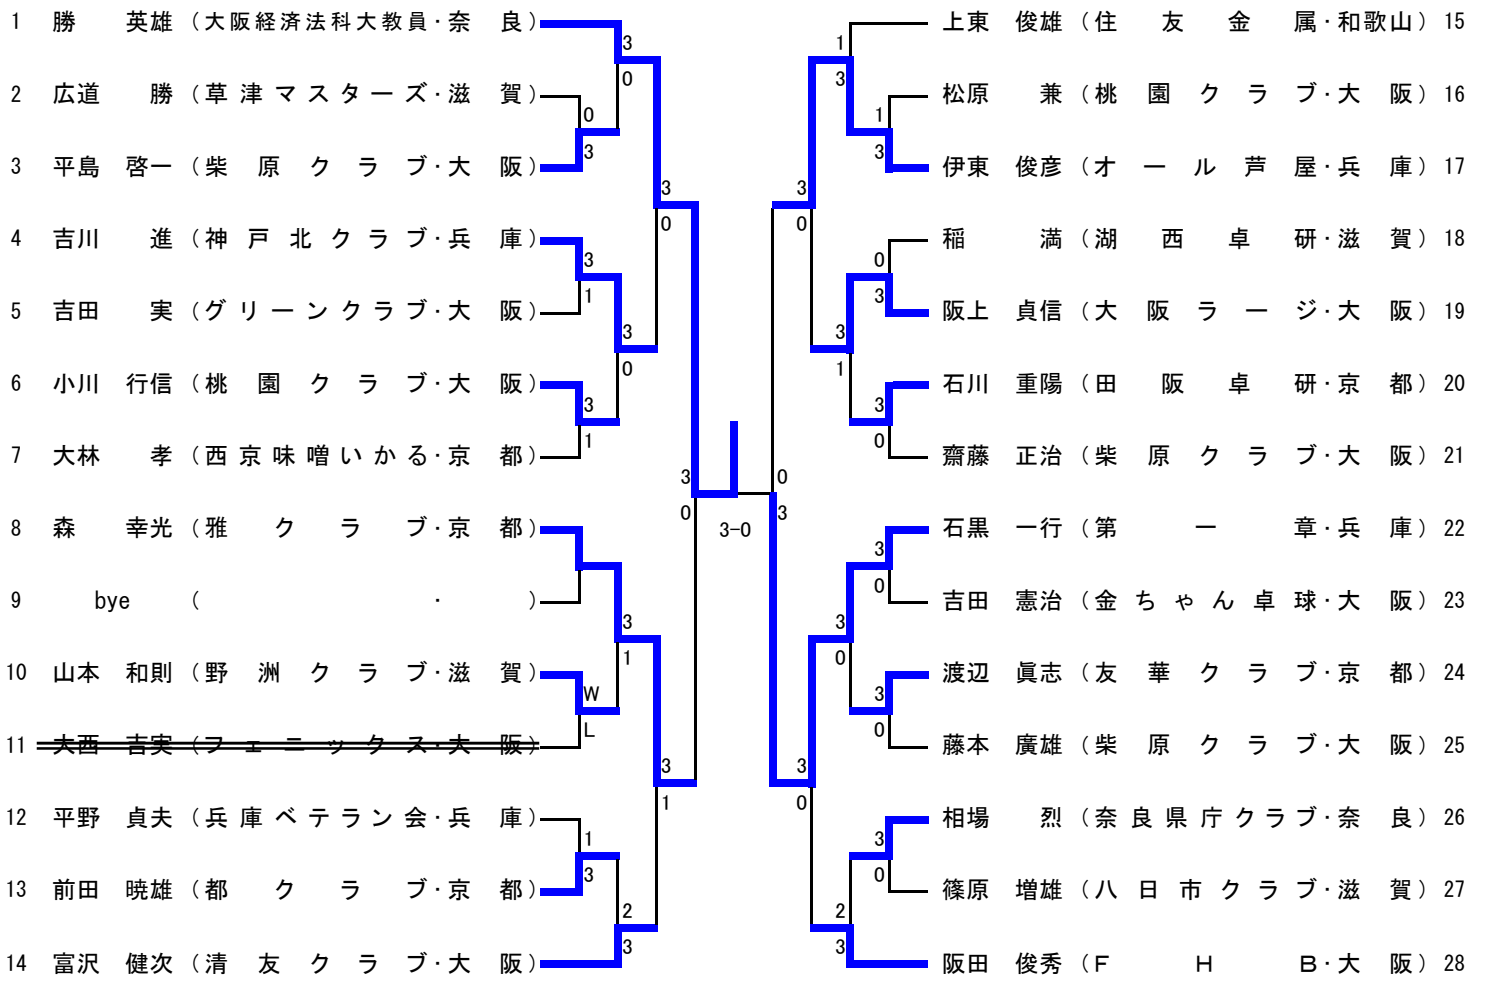 1 勝 英雄 (大阪経済法科大教員・奈良)
2 広道 勝 (草津マスターズ・滋賀)
3 平島 啓一 (柴原クラブ・大阪)
4 吉川 進 (神戸北クラブ・兵庫)
5 吉田 実 (グリーンクラブ・大阪)
6 小川 行信 (桃園クラブ・大阪)
7 大林 孝 (西京味噌いかる・京都)
8 森 幸光 (雅クラブ・京都)
9 bye ( ・ )
10 山本 和則 (野洲クラブ・滋賀)
11 大西 吉実 (フェニックス・大阪)
12 平野 貞夫 (兵庫ベテラン会・兵庫)
13 前田 暁雄 (都クラブ・京都)
14 富沢 健次 (清友クラブ・大阪)
3
0
0
3
3
0
3
1
3
0
3
1
3
0
3
1
W
L
3
1
1
3
2
3
3-0
1
3
1
3
3
0
0
3
3
1
3
0
0
3
3
0
3
0
3
0
3
0
3
0
2
3
上東 俊雄 (住友金属・和歌山) 15
松原 兼 (桃園クラブ・大阪) 16
伊東 俊彦 (オール芦屋・兵庫) 17
稲 満 (湖西卓研・滋賀) 18
阪上 貞信 (大阪ラージ・大阪) 19
石川 重陽 (田阪卓研・京都) 20
齋藤 正治 (柴原クラブ・大阪) 21
石黒 一行 (第一章・兵庫) 22
吉田 憲治 (金ちゃん卓球・大阪) 23
渡辺 眞志 (友華クラブ・京都) 24
藤本 廣雄 (柴原クラブ・大阪) 25
相場 烈 (奈良県庁クラブ・奈良) 26
篠原 増雄 (八日市クラブ・滋賀) 27
阪田 俊秀 (FHB・大阪) 28